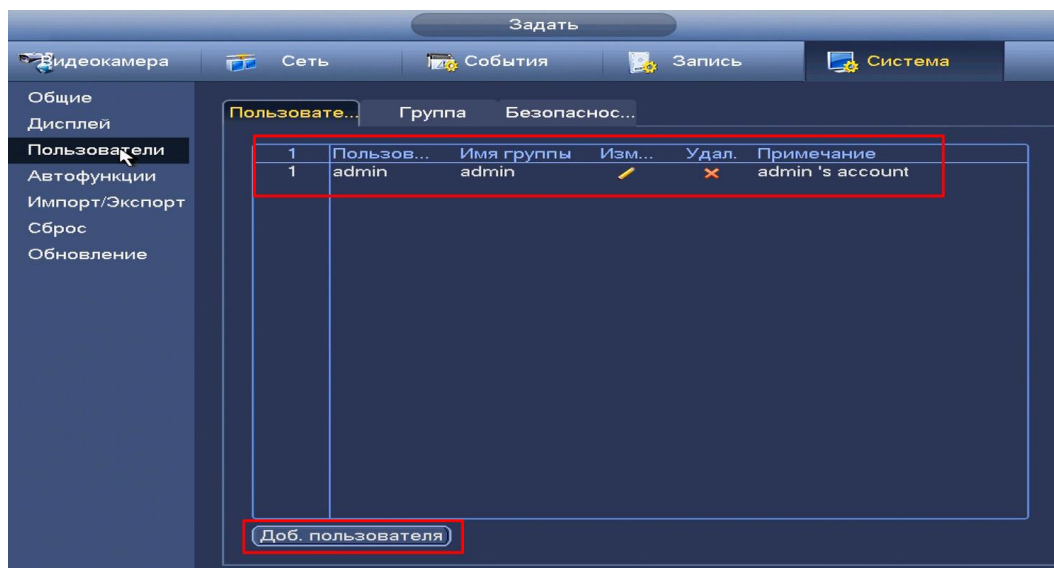 Задать
Видеокамера Сеть События Запись Система
Общие
Дисплей
Пользователи
Автофункции
Импорт/Экспорт
Сброс
Обновление
Пользовате... Группа Безопаснос...
1 Пользов... Имя группы Изм... Удал. Примечание
1 admin admin admin 's account
Доб. пользователя